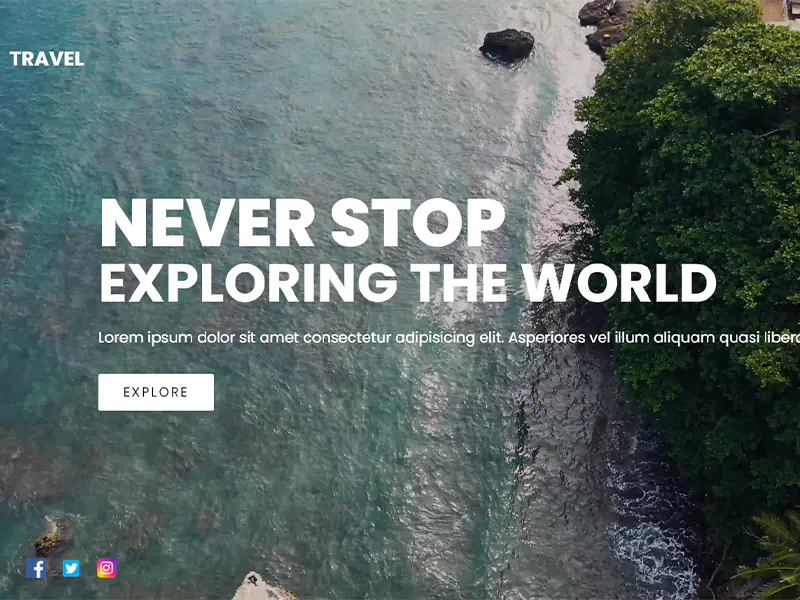 TRAVEL
NEVER STOP
EXPLORING THE WORLD
Lorem ipsum dolor sit amet consectetur adipisicing elit. Asperiores vel illum aliquam quasi libero
EXPLORE